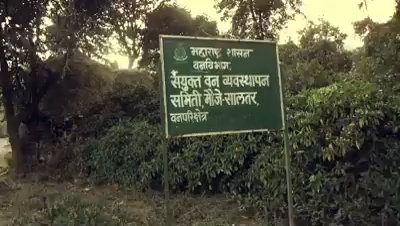 महाराष्ट्र शासन
वनविभाग
सँयुक्त वन व्यवस्थापन
समिती मौजे-सालतर,
वनपरिक्षेत्र